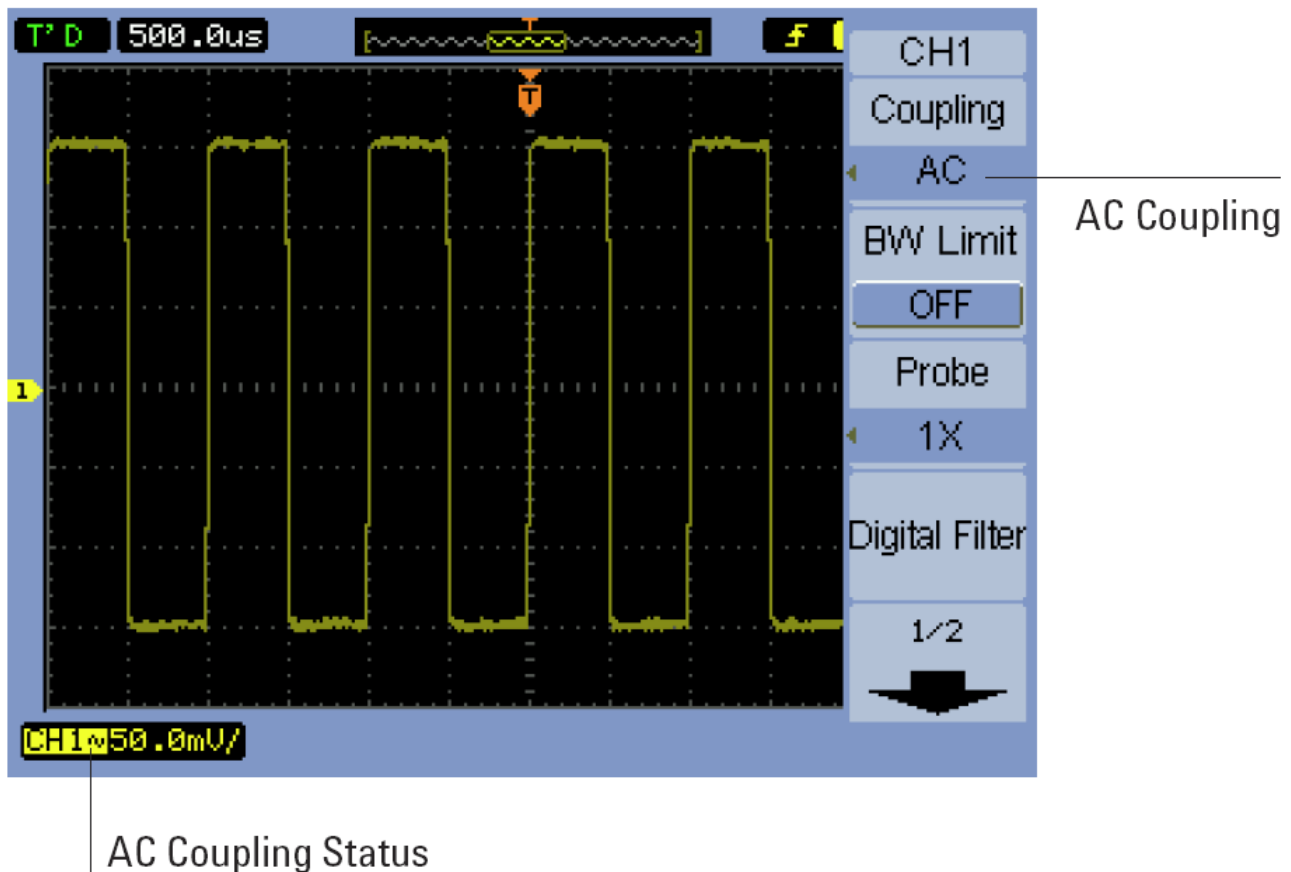 T’D 500.0us
T
T
CH1
Coupling
AC
AC Coupling
BW Limit
OFF
1
Probe
1X
Digital Filter
1/2
CH1~50.0mV/
AC Coupling Status